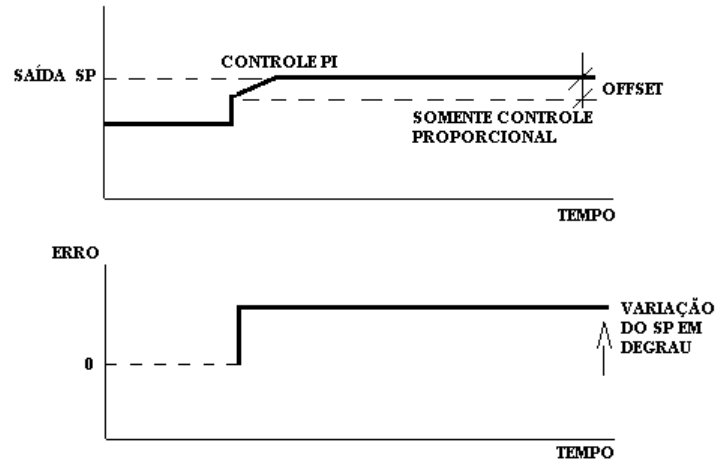 CONTROLE PI
SAÍDA SP
OFFSET
SOMENTE CONTROLE
PROPORCIONAL
TEMPO
ERRO
VARIAÇÃO
DO SP EM
DEGRAU
0
TEMPO